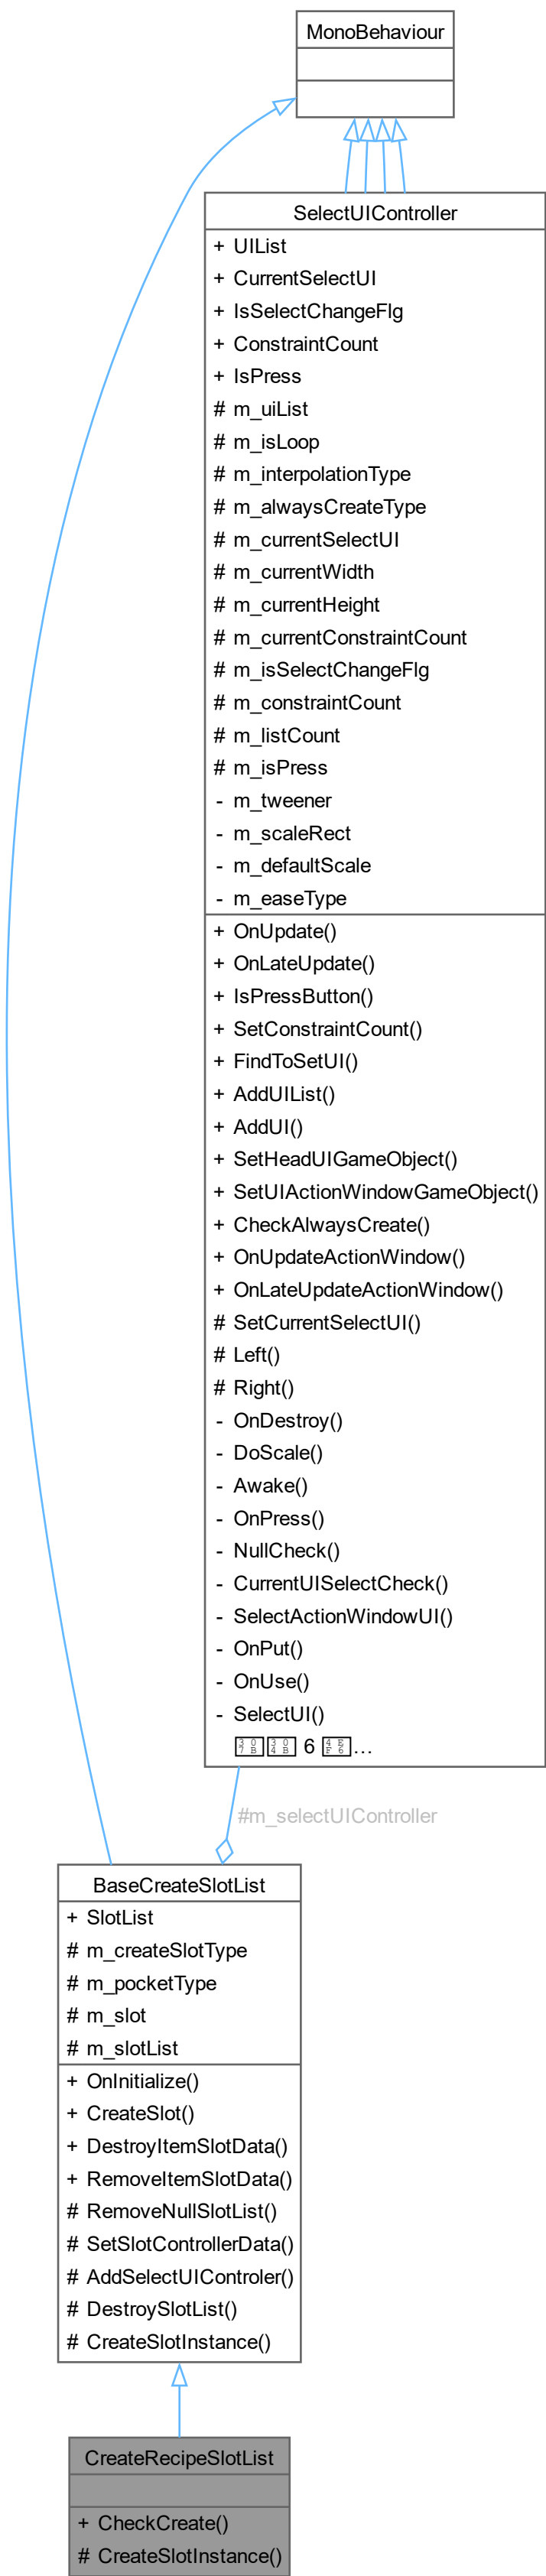 MonoBehaviour
SelectUIController
+ UIList
+ CurrentSelectUI
+ IsSelectChangeFlg
+ ConstraintCount
+ IsPress
# m_uiList
# m_isLoop
# m_interpolationType
# m_alwaysCreateType
# m_currentSelectUI
# m_currentWidth
# m_currentHeight
# m_currentConstraintCount
# m_isSelectChangeFlg
# m_constraintCount
# m_listCount
# m_isPress
- m_tweener
- m_scaleRect
- m_defaultScale
- m_easeType
+ OnUpdate()
+ OnLateUpdate()
+ IsPressButton()
+ SetConstraintCount()
+ FindToSetUI()
+ AddUIList()
+ AddUI()
+ SetHeadUIGameObject()
+ SetUIActionWindowGameObject()
+ CheckAlwaysCreate()
+ OnUpdateActionWindow()
+ OnLateUpdateActionWindow()
# SetCurrentSelectUI()
# Left()
# Right()
- OnDestroy()
- DoScale()
- Awake()
- OnPress()
- NullCheck()
- CurrentUISelectCheck()
- SelectActionWindowUI()
- OnPut()
- OnUse()
- SelectUI()
6 ...
#m_selectUIController
BaseCreateSlotList
+ SlotList
# m_createSlotType
# m_pocketType
# m_slot
# m_slotList
+ OnInitialize()
+ CreateSlot()
+ DestroyItemSlotData()
+ RemoveItemSlotData()
# RemoveNullSlotList()
# SetSlotControllerData()
# AddSelectUIControler()
# DestroySlotList()
# CreateSlotInstance()
CreateRecipeSlotList
+ CheckCreate()
# CreateSlotInstance()